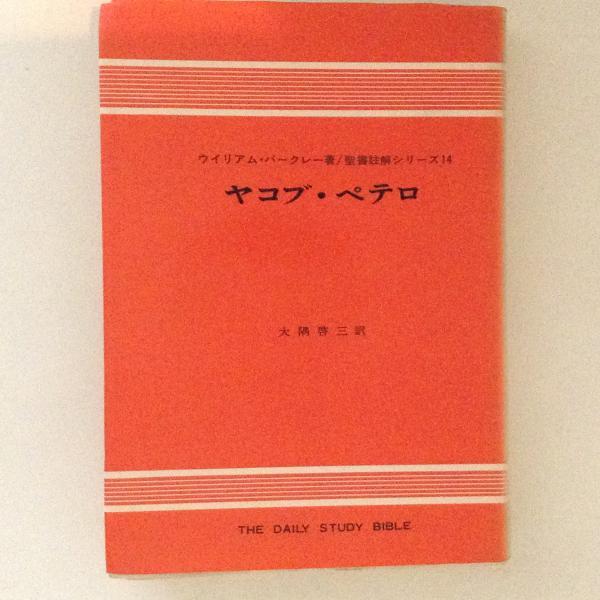 ウイリアム・バークレー著/聖書註解シリーズ14
ヤコブ・ペテロ
大隅啓三訳
THE DAILY STUDY BIBLE